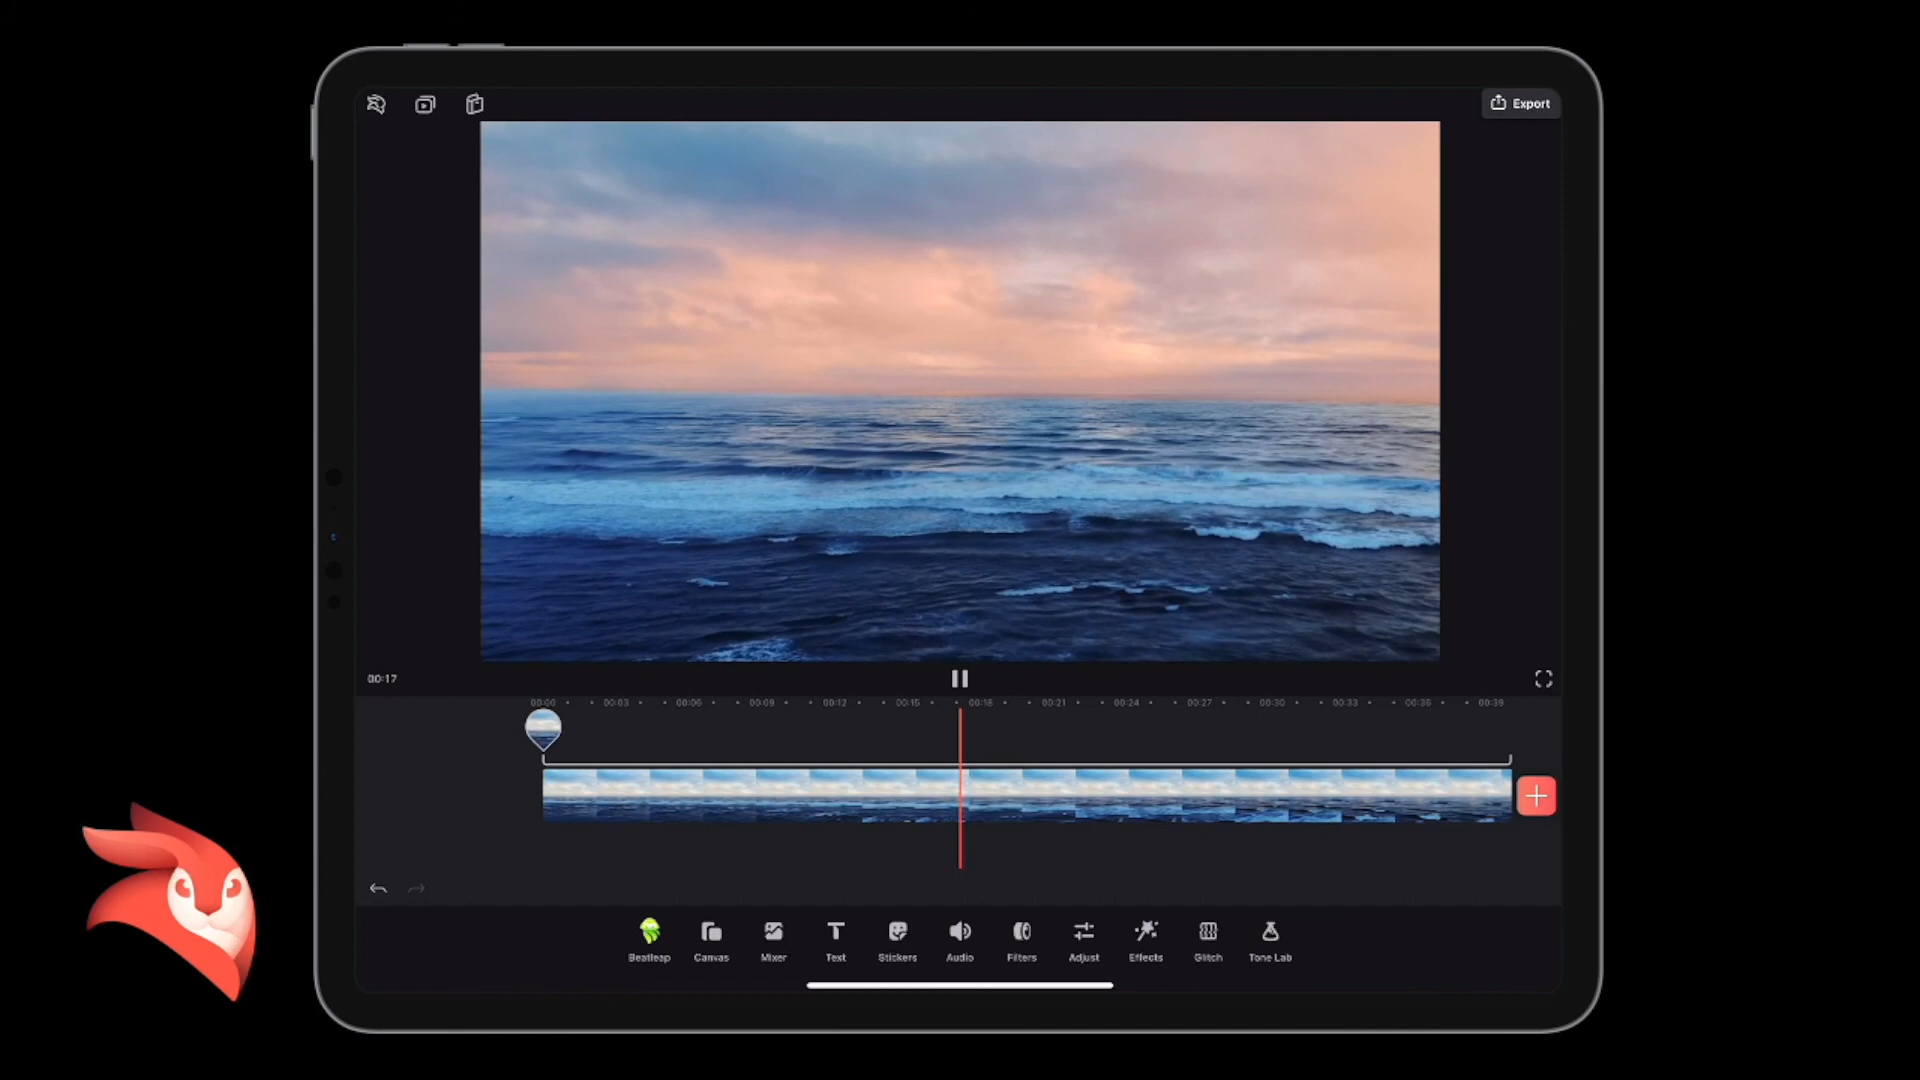 Export
00:17
00:00 00:03 00:06 00:09 00:12 00:15 00:18 00:21 00:24 00:27 00:30 00:33 00:36 00:39
Beatleap Canvas Mixer Text Stickers Audio Filters Adjust Effects Glitch Tone Lab